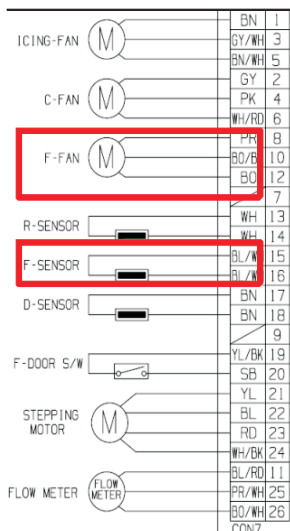 BN 1
ICING-FAN M GY/WH 3
BN/WH 5
GY 2
C-FAN M PK 4
WH/RD 6
PR 8
F-FAN M BO/B 10
BO 12
7
R-SENSOR WH 13
WH 14
F-SENSOR BL/W 15
BL/W 16
D-SENSOR BN 17
BN 18
9
F-DOOR S/W YL/BK 19
SB 20
YL 21
STEPPING MOTOR M BL 22
RD 23
WH/BK 24
BL/RD 11
FLOW METER FLOW METER PR/WH 25
BO/WH 26
CON7